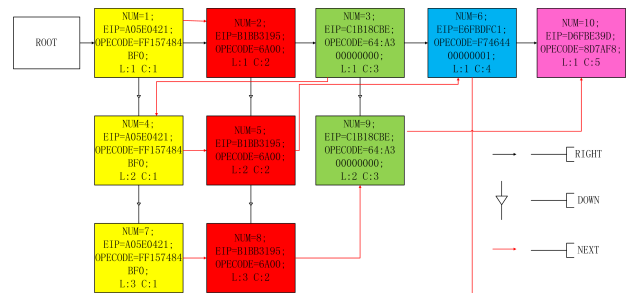 ROOT
NUM=1;
EIP=A05E0421;
OPECODE=FF157484
BF0;
L:1 C:1
NUM=2;
EIP=B1BB3195;
OPECODE=6A00;
L:1 C:2
NUM=3;
EIP=C1B18CBE;
OPECODE=64:A3
00000000;
L:1 C:3
NUM=6;
EIP=E6FBDFC1;
OPECODE=F74644
00000001;
L:1 C:4
NUM=10;
EIP=D6FBE39D;
OPECODE=8D7AF8;
L:1 C:5
NUM=4;
EIP=A05E0421;
OPECODE=FF157484
BF0;
L:2 C:1
NUM=5;
EIP=B1BB3195;
OPECODE=6A00;
L:2 C:2
NUM=9;
EIP=C1B18CBE;
OPECODE=64:A3
00000000;
L:2 C:3
NUM=7;
EIP=A05E0421;
OPECODE=FF157484
BF0;
L:3 C:1
NUM=8;
EIP=B1BB3195;
OPECODE=6A00;
L:3 C:2
RIGHT
DOWN
NEXT